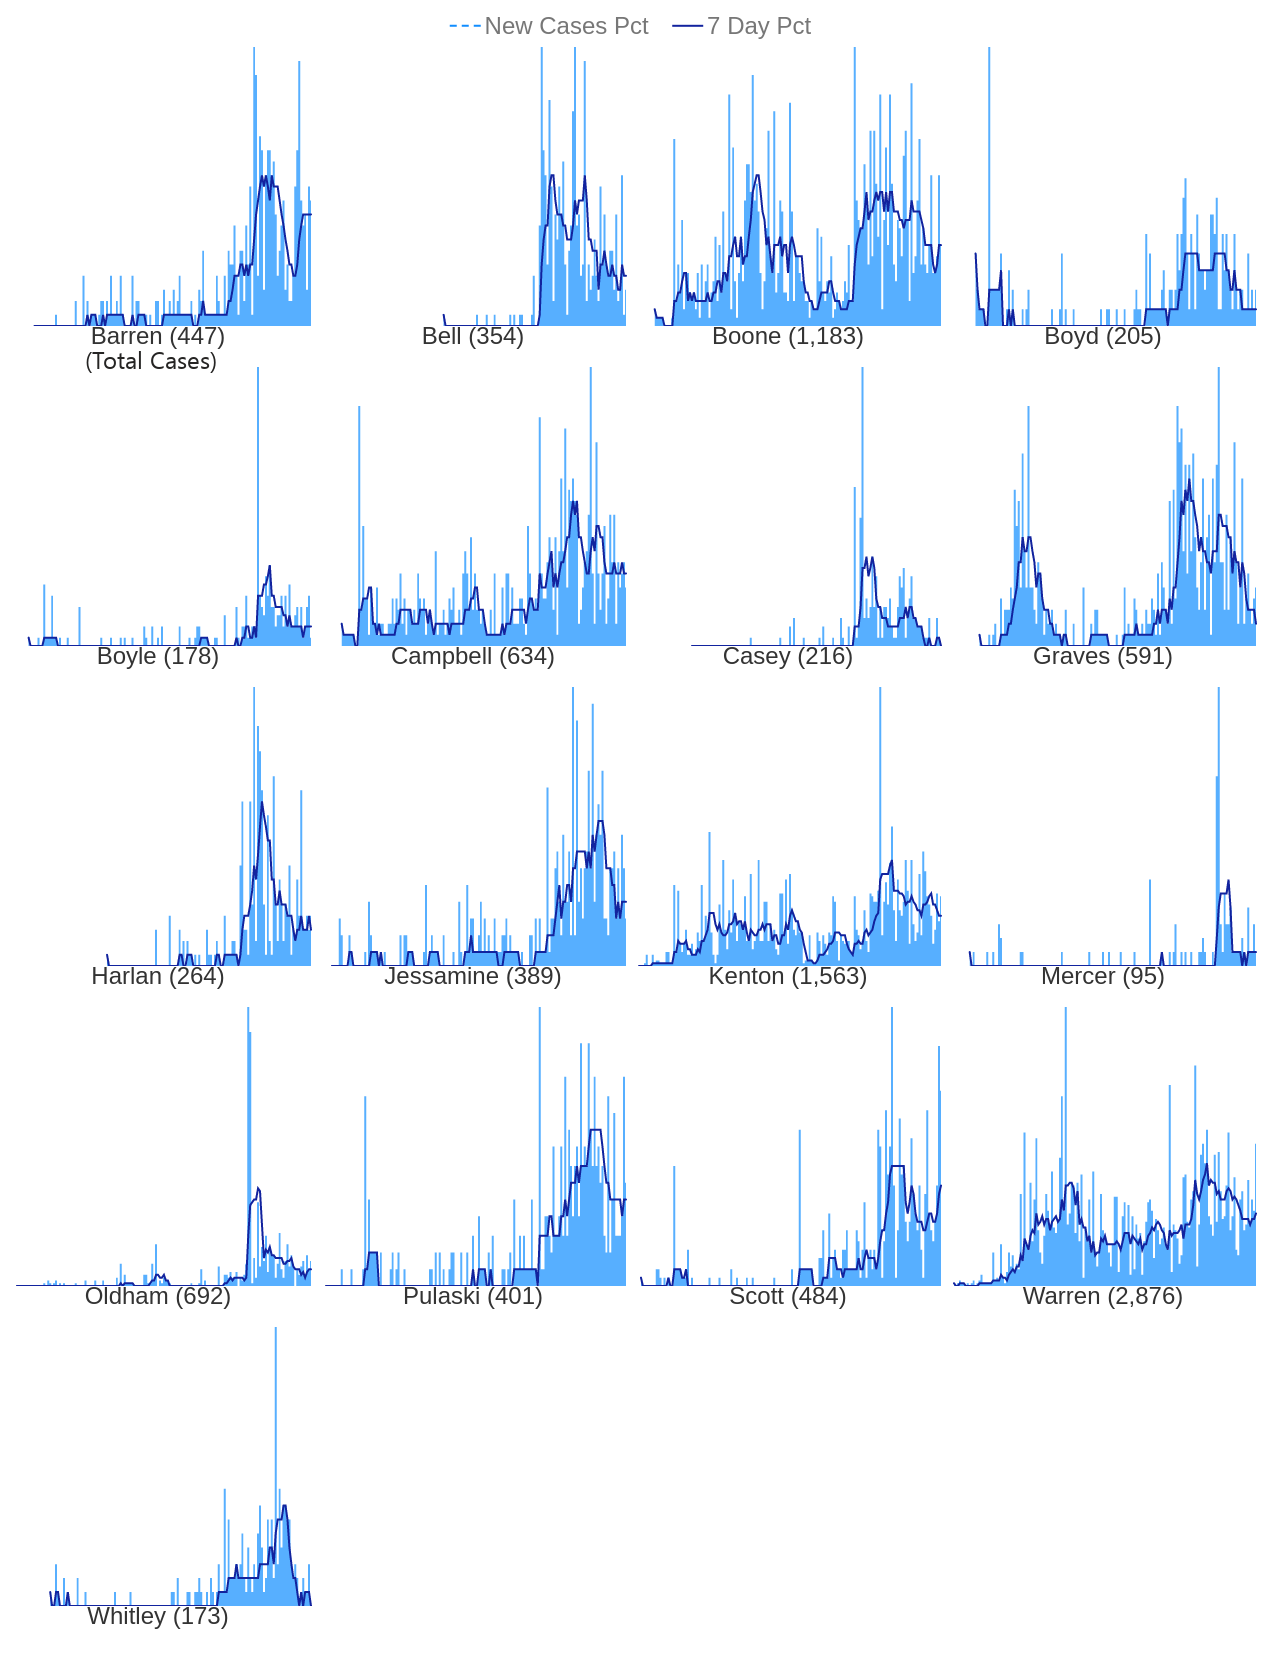 New Cases Pct 7 Day Pct
Barren (447) Bell (354) Boone (1,183) Boyd (205)
(Total Cases)
Boyle (178) Campbell (634) Casey (216) Graves (591)
Harlan (264) Jessamine (389) Kenton (1,563) Mercer (95)
Oldham (692) Pulaski (401) Scott (484) Warren (2,876)
Whitley (173)